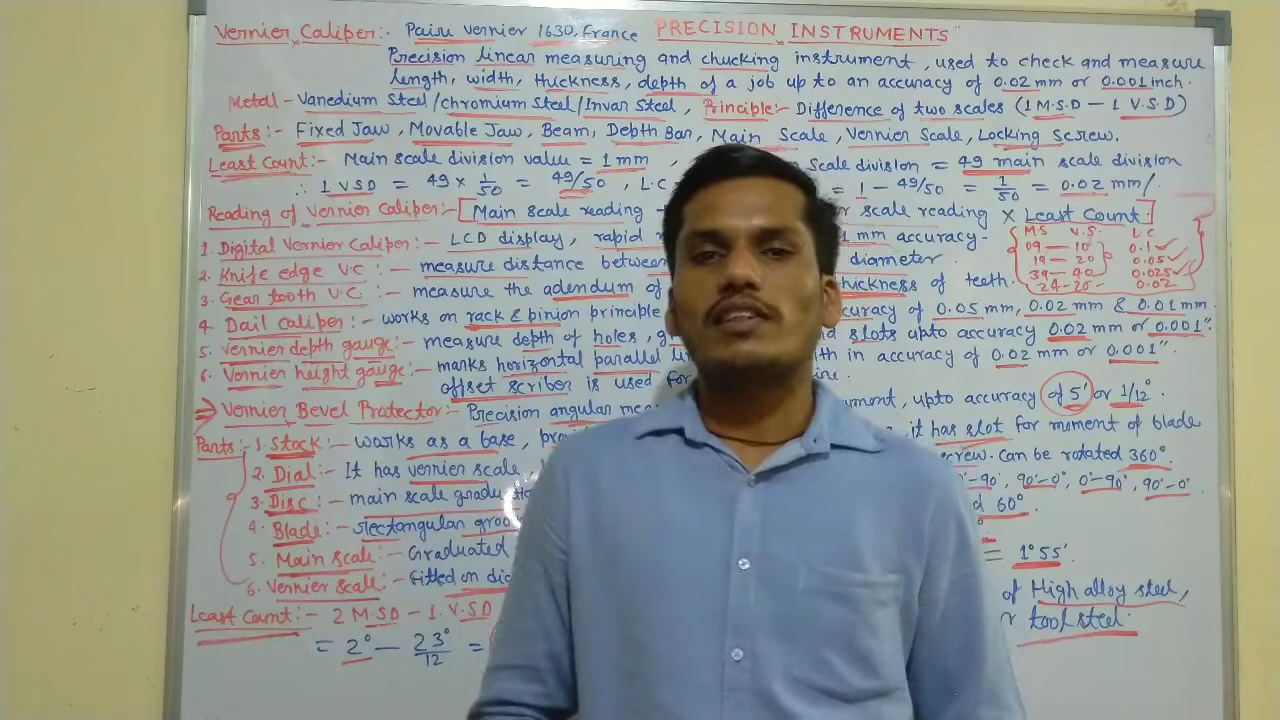 Vernier Caliper:- Pairi vernier 1630, France "PRECISION INSTRUMENTS"
Precision linear measuring and chucking instrument, used to check and measure
length, width, thickness, depth of a job up to an accuracy of 0.02 mm or 0.001 inch.
Metal - Vanedium Steel/chromium Steel/Invar Steel, Principle:- Difference of two scales (1 M.S.D - 1 V.S.D)
Parts:- Fixed Jaw, Movable Jaw, Beam, Depth Bar, Main Scale, Vernier Scale, Locking Screw.
Least Count:- Main scale division value = 1 mm, scale division = 49 main scale division
∴ 1 VSD = 49 × 1/50 = 49/50, L.C = 1 - 49/50 = 1/50 = 0.02 mm/.
Reading of Vernier Caliper:- [Main scale reading scale reading × Least Count]
M.S V.S. L.C
09 — 10 0.1 ✓
19 — 20 0.05 ✓
39 — 40 0.025 ✓
24 - 25 0.02
1. Digital Vernier Caliper:- LCD display, rapid 1 mm accuracy-
2. Knife edge V.C :- measure distance between diameter.
3. Gear tooth V.C :- measure the addendum of thickness of teeth.
4. Dail Caliper:- works on rack & pinion principle of 0.05 mm, 0.02 mm & 0.01 mm.
5. Vernier depth gauge:- measure depth of holes, slots upto accuracy 0.02 mm or 0.001".
6. Vernier height gauge:- marks horizontal parallel with in accuracy of 0.02 mm or 0.001".
offset scriber is used for
⇒ Vernier Bevel Protector:- Precision angular upto accuracy of 5' or 1/12°.
Parts:- 1. Stock:- works as a base, it has slot for moment of blade
2. Dial:- It has vernier scale, screw. Can be rotated 360°.
3. Disc:- main scale 90°, 90°-0°, 0°-90°, 90°-0°
4. Blade:- rectangular 60°.
5. Main scale:- Graduated = 1°55'.
6. Vernier scale:- fitted on of High alloy steel,
Least Count:- 2 M.SD - 1. V.SD tool steel.
= 2° - 23°/12 =